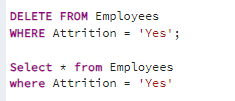 DELETE FROM Employees
WHERE Attrition = 'Yes';
Select * from Employees
where Attrition = 'Yes'